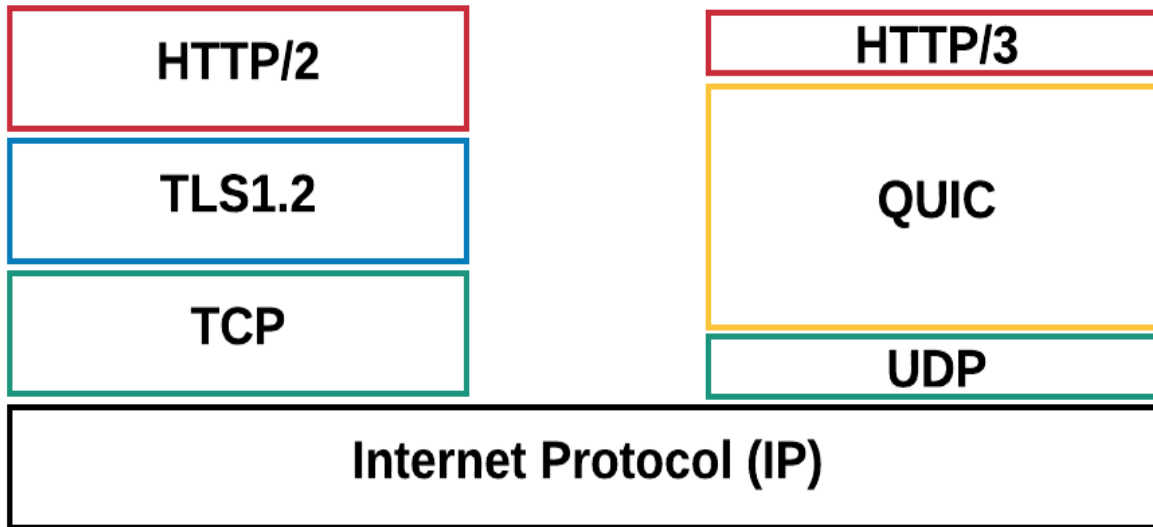 HTTP/2
TLS1.2
TCP
HTTP/3
QUIC
UDP
Internet Protocol (IP)